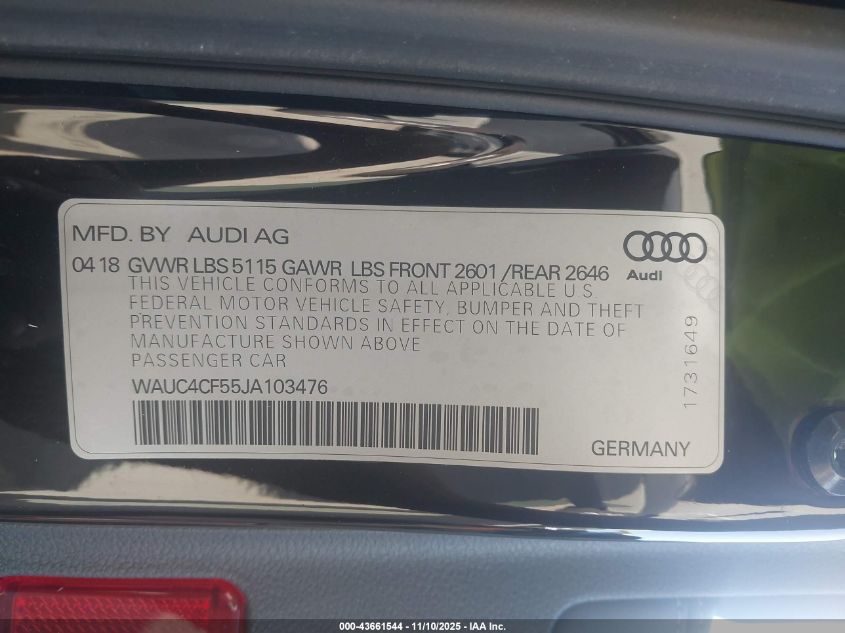 MFD. BY AUDI AG
04 18 GVWR LBS 5115 GAWR LBS FRONT 2601 /REAR 2646
THIS VEHICLE CONFORMS TO ALL APPLICABLE U S
FEDERAL MOTOR VEHICLE SAFETY, BUMPER AND THEFT
PREVENTION STANDARDS IN EFFECT ON THE DATE OF
MANUFACTURE SHOWN ABOVE
PASSENGER CAR
WAUC4CF55JA103476
GERMANY
Audi
1731649
000-43661544 — 11/10/2025 — IAA Inc.